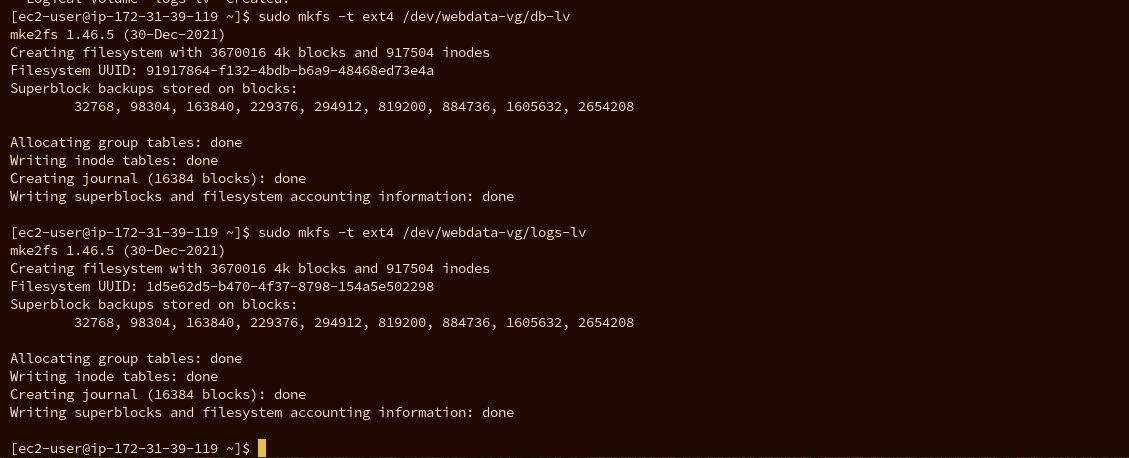 Logical volume "logs-lv" created.
[ec2-user@ip-172-31-39-119 ~]$ sudo mkfs -t ext4 /dev/webdata-vg/db-lv
mke2fs 1.46.5 (30-Dec-2021)
Creating filesystem with 3670016 4k blocks and 917504 inodes
Filesystem UUID: 91917864-f132-4bdb-b6a9-48468ed73e4a
Superblock backups stored on blocks:
32768, 98304, 163840, 229376, 294912, 819200, 884736, 1605632, 2654208
Allocating group tables: done
Writing inode tables: done
Creating journal (16384 blocks): done
Writing superblocks and filesystem accounting information: done
[ec2-user@ip-172-31-39-119 ~]$ sudo mkfs -t ext4 /dev/webdata-vg/logs-lv
mke2fs 1.46.5 (30-Dec-2021)
Creating filesystem with 3670016 4k blocks and 917504 inodes
Filesystem UUID: 1d5e62d5-b470-4f37-8798-154a5e502298
Superblock backups stored on blocks:
32768, 98304, 163840, 229376, 294912, 819200, 884736, 1605632, 2654208
Allocating group tables: done
Writing inode tables: done
Creating journal (16384 blocks): done
Writing superblocks and filesystem accounting information: done
[ec2-user@ip-172-31-39-119 ~]$